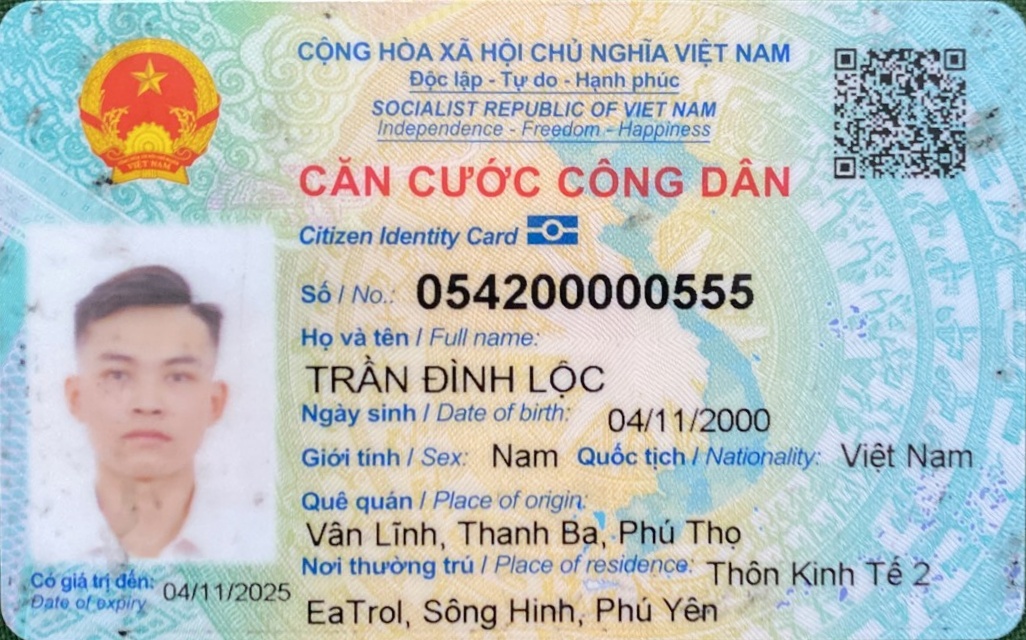 CỘNG HÒA XÃ HỘI CHỦ NGHĨA VIỆT NAM
Độc lập - Tự do - Hạnh phúc
SOCIALIST REPUBLIC OF VIET NAM
Independence - Freedom - Happiness
VIỆT NAM
CĂN CƯỚC CÔNG DÂN
Citizen Identity Card
Số / No.: 054200000555
Họ và tên / Full name:
TRẦN ĐÌNH LỘC
Ngày sinh / Date of birth: 04/11/2000
Giới tính / Sex: Nam Quốc tịch / Nationality: Việt Nam
Quê quán / Place of origin:
Vân Lĩnh, Thanh Ba, Phú Thọ
Nơi thường trú / Place of residence: Thôn Kinh Tế 2
EaTrol, Sông Hinh, Phú Yên
Có giá trị đến: 04/11/2025
Date of expiry